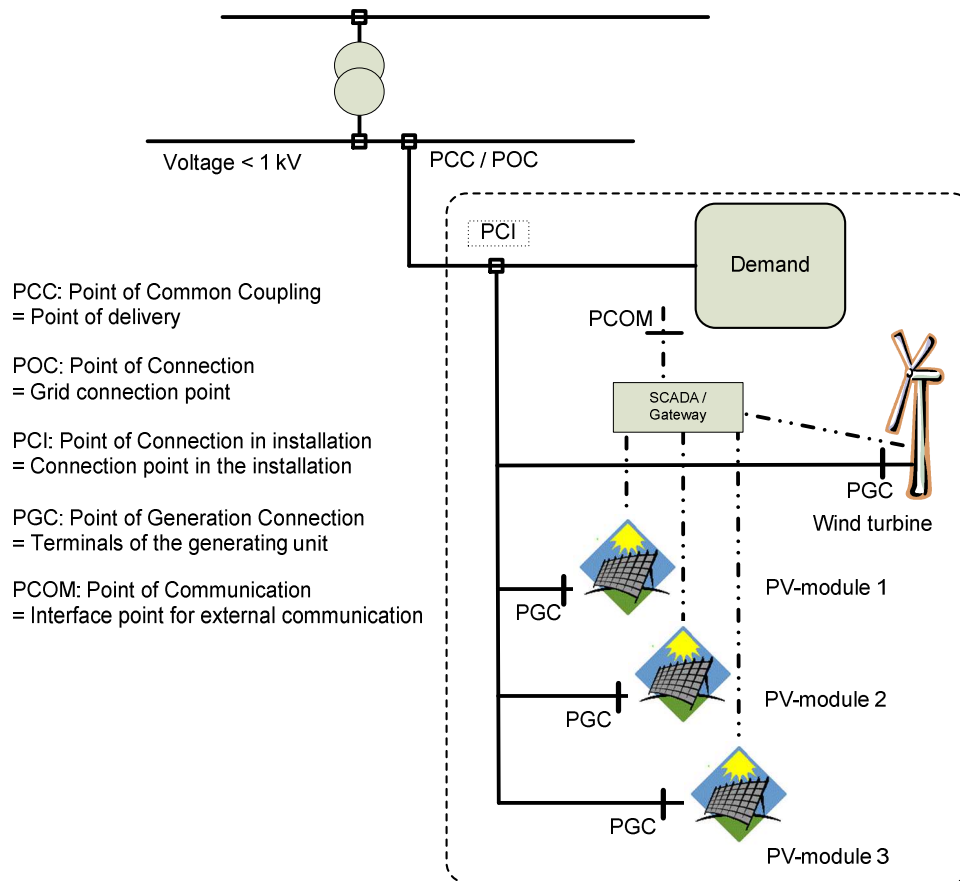 Voltage < 1 kV
PCC / POC
PCI
Demand
PCC: Point of Common Coupling
= Point of delivery
POC: Point of Connection
= Grid connection point
PCI: Point of Connection in installation
= Connection point in the installation
PGC: Point of Generation Connection
= Terminals of the generating unit
PCOM: Point of Communication
= Interface point for external communication
PCOM
SCADA /
Gateway
PGC
Wind turbine
PGC
PV-module 1
PGC
PV-module 2
PGC
PV-module 3